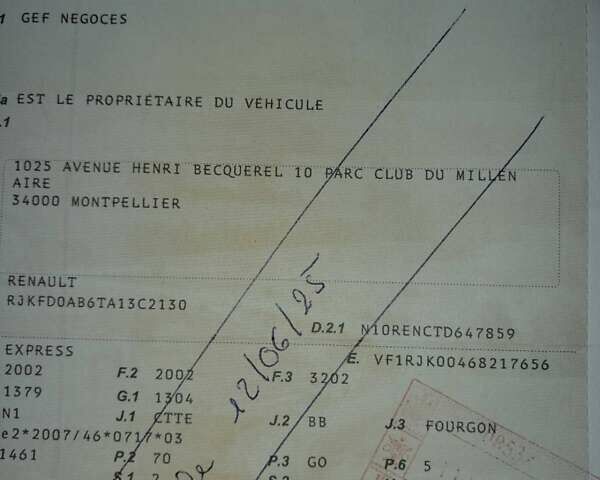 1 GEF NEGOCES
a EST LE PROPRIÉTAIRE DU VÉHICULE
.1
1025 AVENUE HENRI BECQUEREL 10 PARC CLUB DU MILLEN
AIRE
34000 MONTPELLIER
RENAULT
RJKFD0AB6TA13C2130
D.2.1 N10RENCTD647859
EXPRESS E. VF1RJK00468217656
2002 F.2 2002 F.3 3202
1379 G.1 1304
N1 J.1 CTTE J.2 BB J.3 FOURGON
e2*2007/46*0717*03
1461 P.2 70 P.3 GO P.6 5
S.1 2
12/06/25